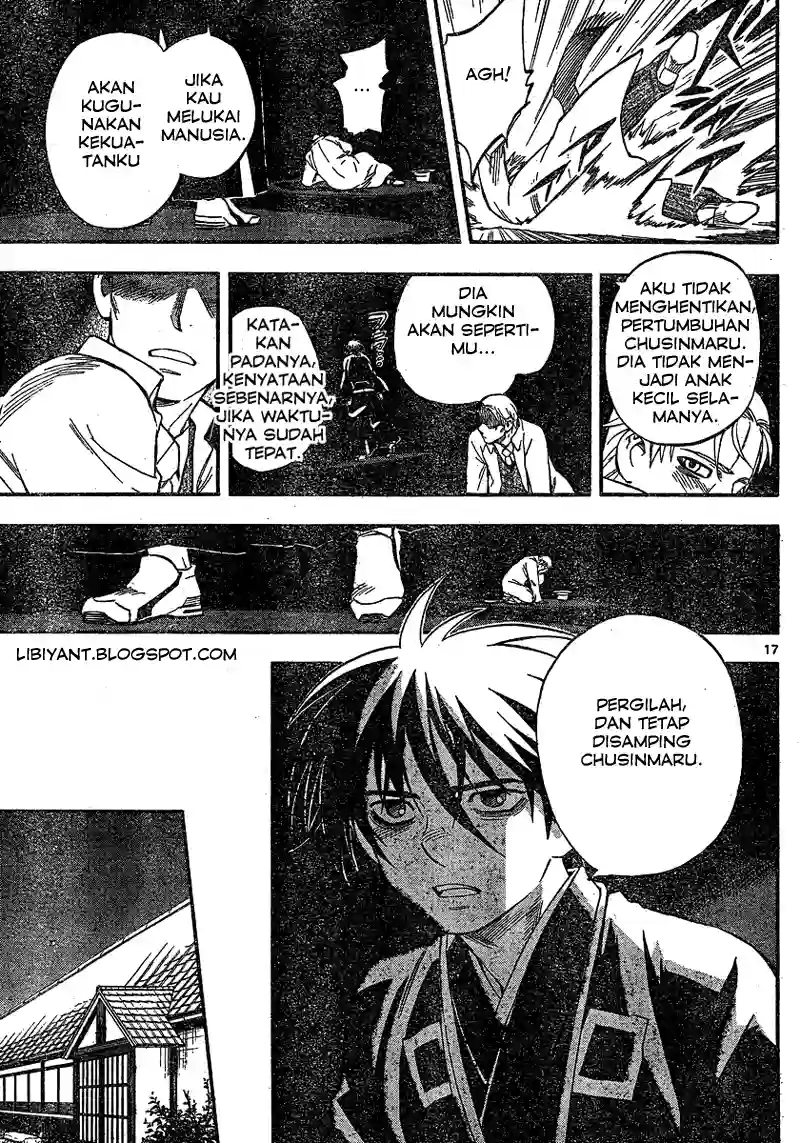 AGH!
...
JIKA
KAU
MELUKAI
MANUSIA.
AKAN
KUGU-
NAKAN
KEKUA-
TANKU
AKU TIDAK
MENGHENTIKAN,
PERTUMBUHAN
CHUSINMARU.
DIA TIDAK MEN-
JADI ANAK
KECIL SELA-
MANYA.
DIA
MUNGKIN
AKAN SEPERTI-
MU...
KATA-
KAN
PADANYA,
KENYATAAN
SEBENARNYA,
JIKA WAKTU-
NYA SUDAH
TEPAT.
17
LIBIYANT.BLOGSPOT.COM
PERGILAH,
DAN TETAP
DISAMPING
CHUSINMARU.